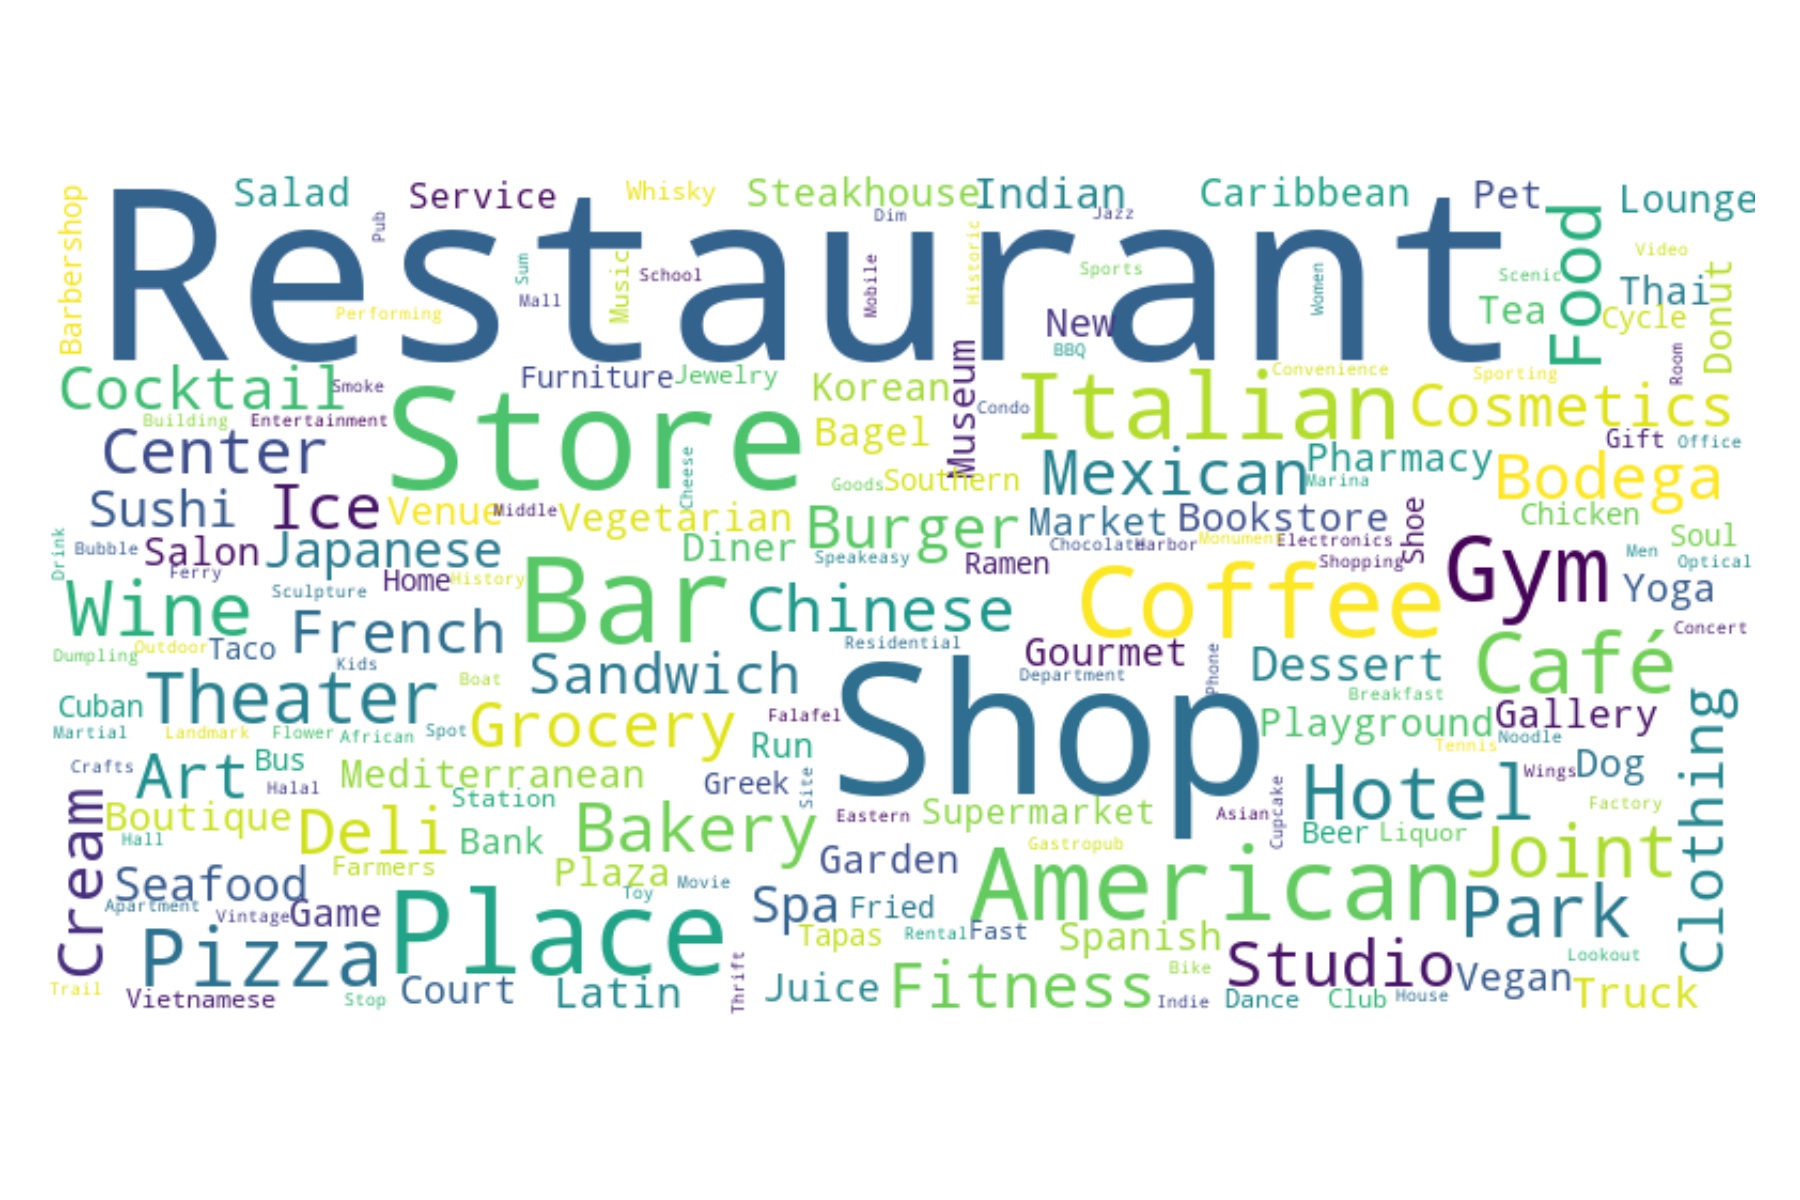 Salad
Service
Whisky
Steakhouse
Indian
Caribbean
Pet
Lounge
Barbershop
Restaurant
Pub
Dim
Jazz
Food
Sum
Music
School
Mobile
Historic
Sports
Women
Scenic
Video
Mall
Performing
New
Tea
Thai
Cycle
Donut
BBQ
Cocktail
Smoke
Furniture
Jewelry
Korean
Museum
Condo
Italian
Convenience
Sporting
Room
Cosmetics
Building
Entertainment
Store
Bagel
Gift
Office
Center
Cheese
Goods
Southern
Mexican
Pharmacy
Marina
Bodega
Sushi
Ice
Venue
Middle
Vegetarian
Burger
Market
Bookstore
Shoe
Chicken
Drink
Bubble
Salon
Japanese
Diner
Speakeasy
Chocolate
Harbor
Monument
Electronics
Soul
Ferry
Home
History
Bar
Ramen
Shopping
Gym
Men
Optical
Sculpture
Wine
French
Chinese
Coffee
Yoga
Dumpling
Outdoor
Taco
Kids
Residential
Gourmet
Phone
Concert
Theater
Boat
Sandwich
Shop
Department
Dessert
Breakfast
Café
Cuban
Grocery
Falafel
Playground
Gallery
Clothing
Martial
Landmark
Flower
African
Spot
Run
Tennis
Noodle
Crafts
Art
Bus
Halal
Mediterranean
Station
Greek
Site
Hotel
Wings
Dog
Cream
Boutique
Deli
Bank
Bakery
Eastern
Supermarket
Asian
Cupcake
Beer
Liquor
Factory
Hall
Farmers
Plaza
Garden
Gastropub
Joint
Seafood
Toy
Movie
American
Apartment
Vintage
Game
Place
Spa
Fried
Park
Pizza
Tapas
Rental
Fast
Spanish
Studio
Lookout
Trail
Vietnamese
Stop
Court
Latin
Thrift
Juice
Fitness
Bike
Indie
Dance
Club
House
Vegan
Truck